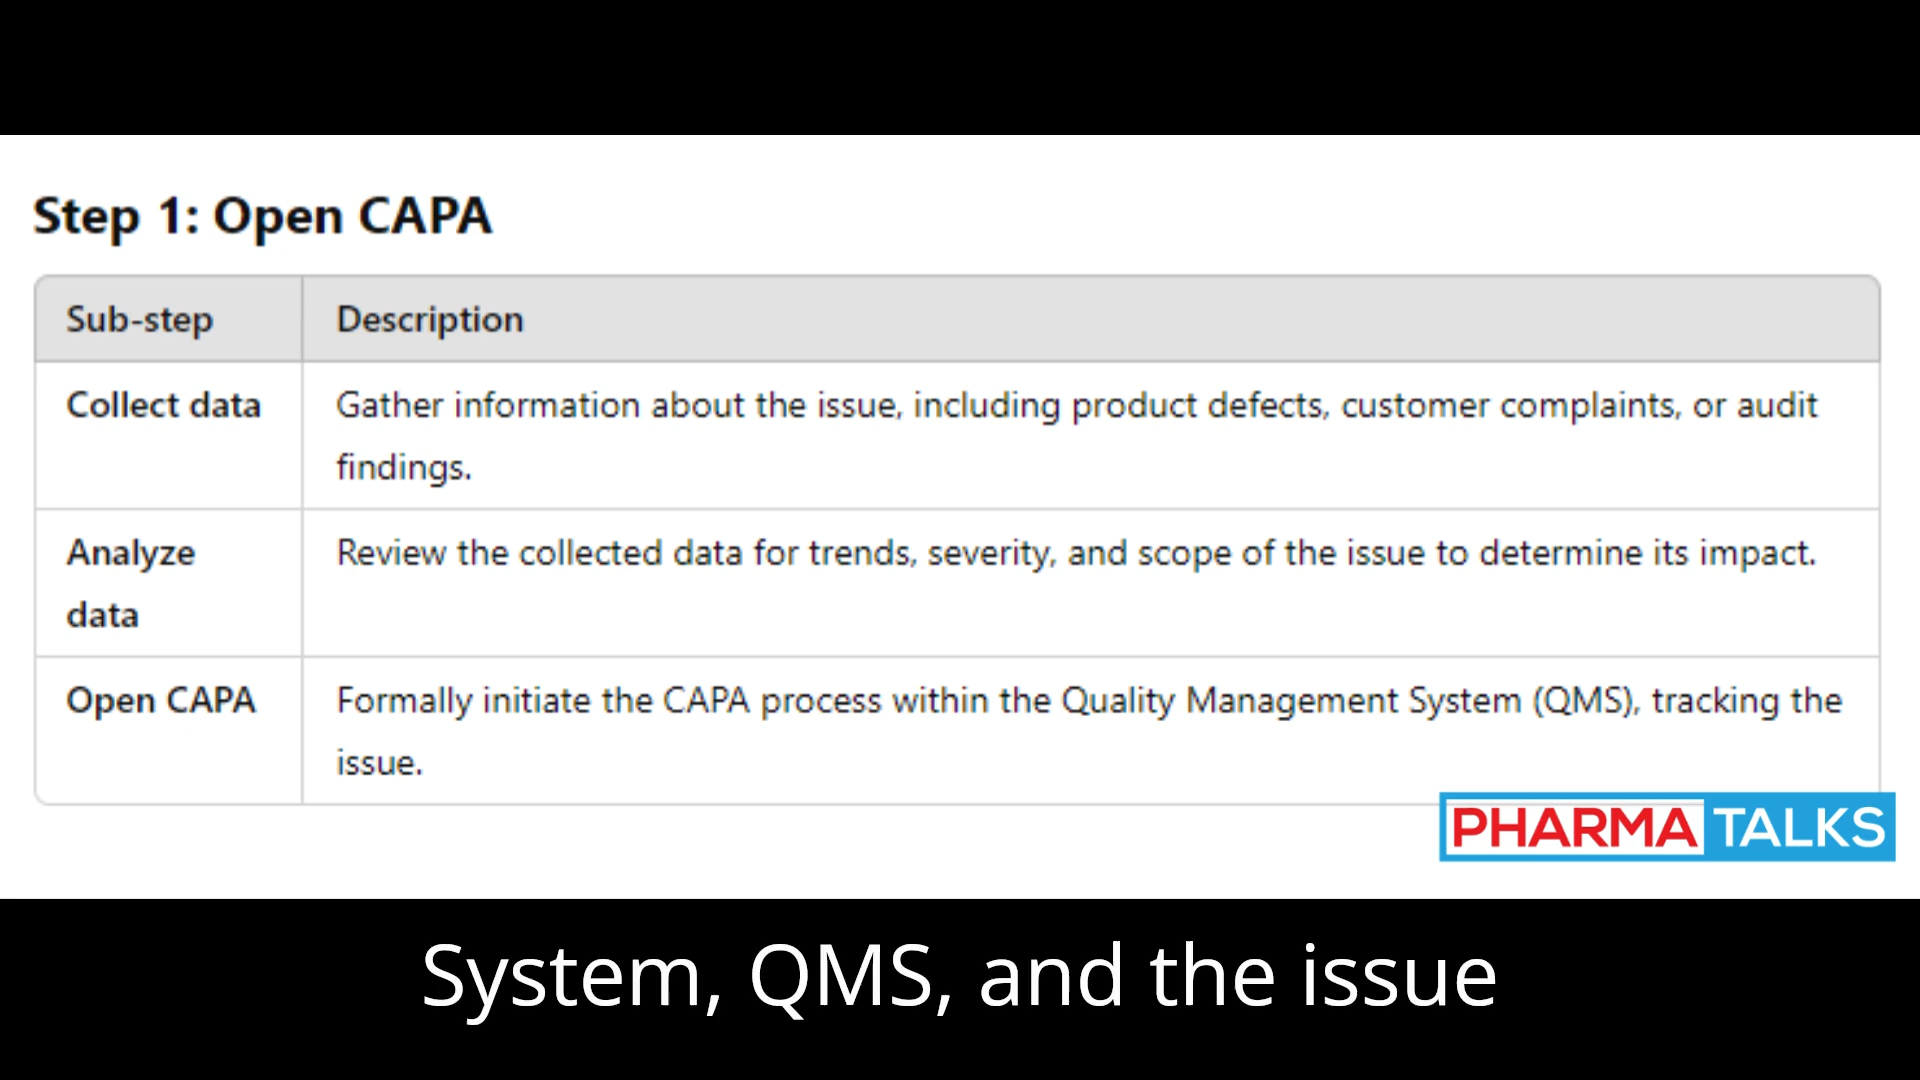 Step 1: Open CAPA
Sub-step Description
Collect data Gather information about the issue, including product defects, customer complaints, or audit
findings.
Analyze Review the collected data for trends, severity, and scope of the issue to determine its impact.
data
Open CAPA Formally initiate the CAPA process within the Quality Management System (QMS), tracking the
issue.
PHARMA TALKS
System, QMS, and the issue